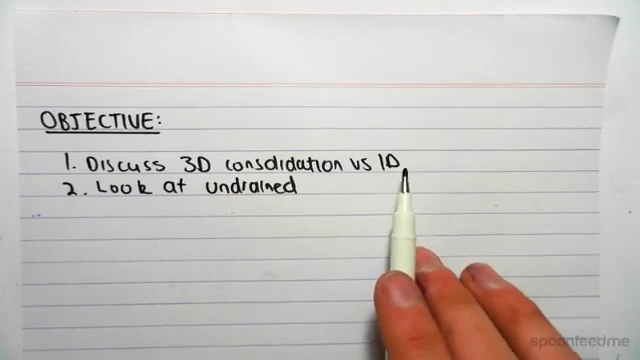 OBJECTIVE:
1. Discuss 3D consolidation vs 1D
2. Look at undrained
spoonfeedme